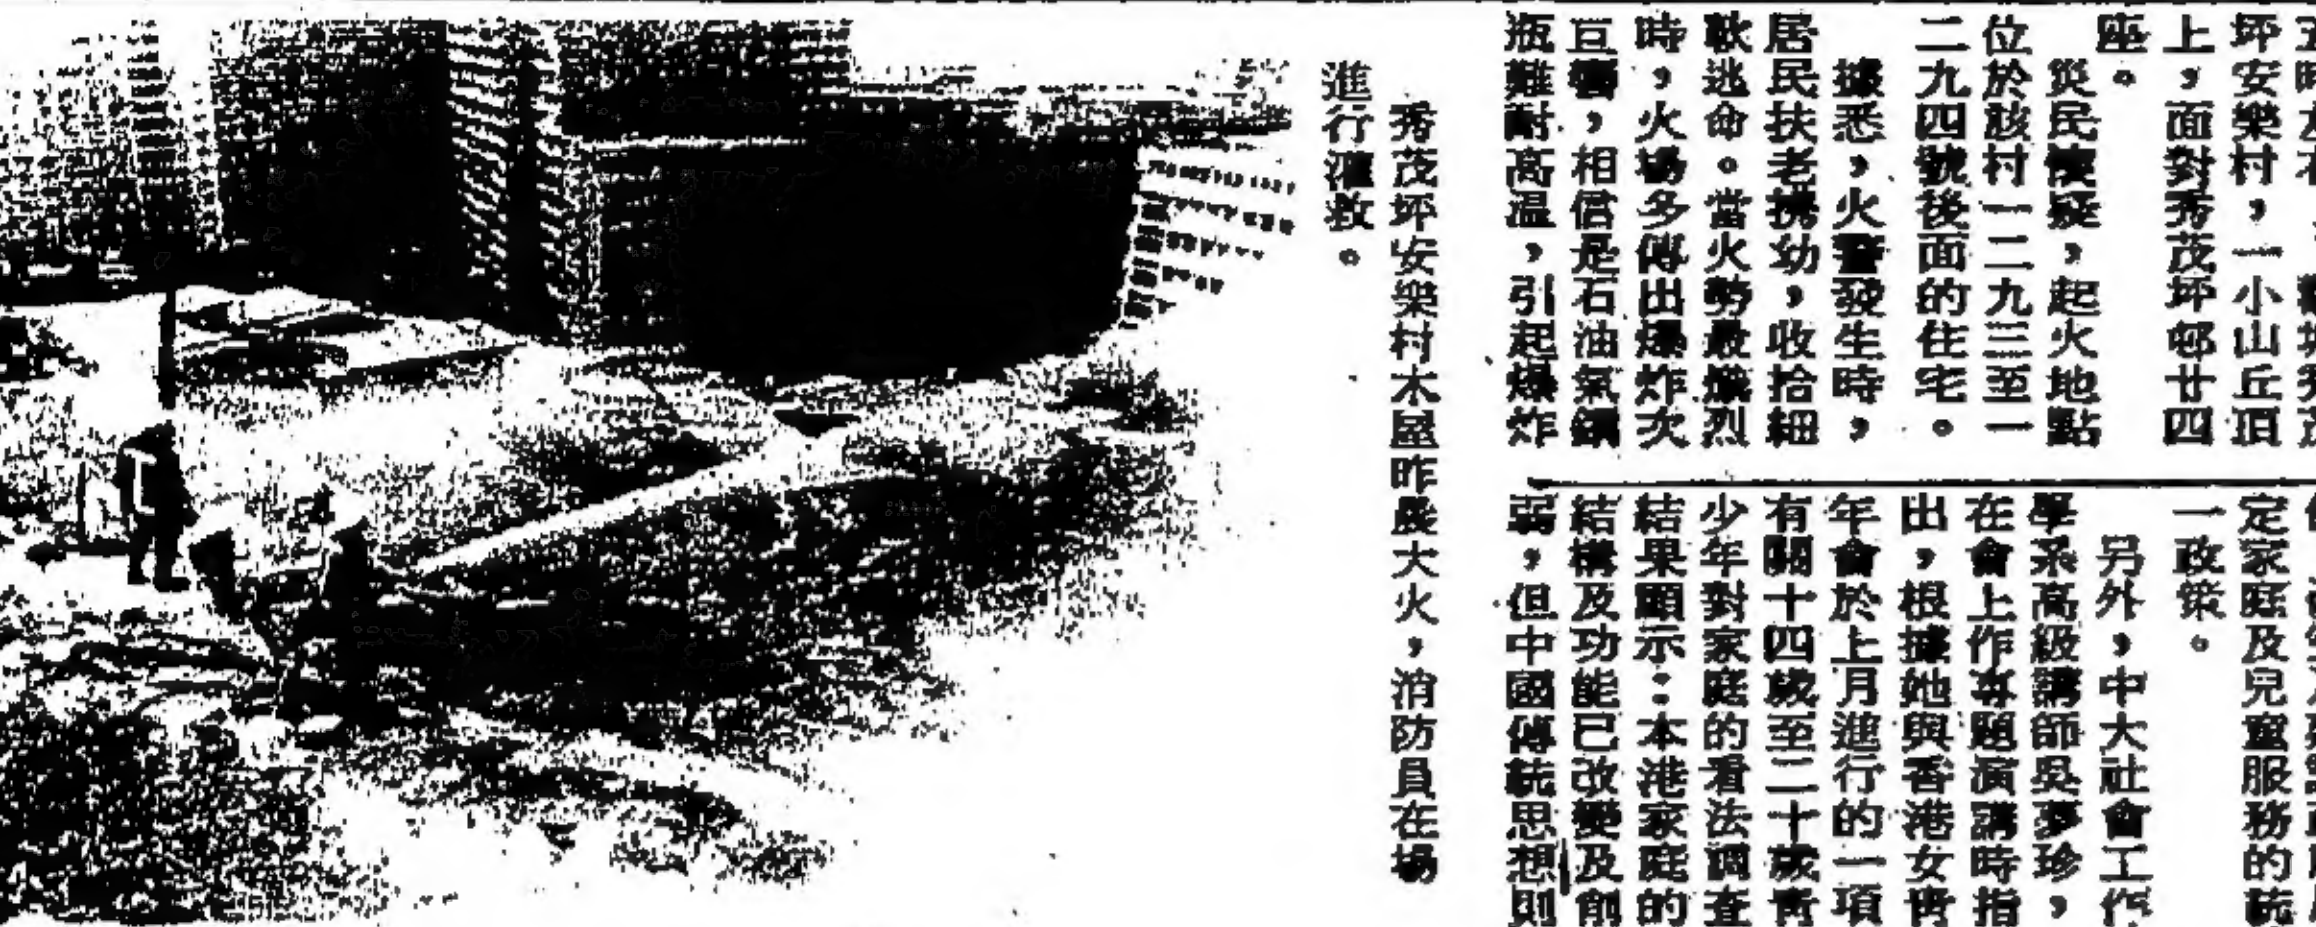 坪安樂村，一小山丘頂
上，面對秀茂坪邨廿四
座。
災民懷疑，起火地點
位於該村一二九三至一
二九四號後面的住宅。
據悉，火警發生時，
居民扶老携幼，收拾細
軟逃命。當火勢最熾烈
時，火場多傳出爆炸次
巨響，相信是石油氣鑵
瓶難耐高温，引起爆炸
定家庭及兒童服務的統
一政策。
另外，中大社會工作
學系高級講師吳夢珍，
在會上作專題演講時指
出，根據她與香港女青
年會於上月進行的一項
有關十四歲至二十歲青
少年對家庭的看法調查
結果顯示：本港家庭的
結構及功能已改變及削
弱，但中國傳統思想則
秀茂坪安樂村木屋昨晨大火，消防員在場
進行灌救。